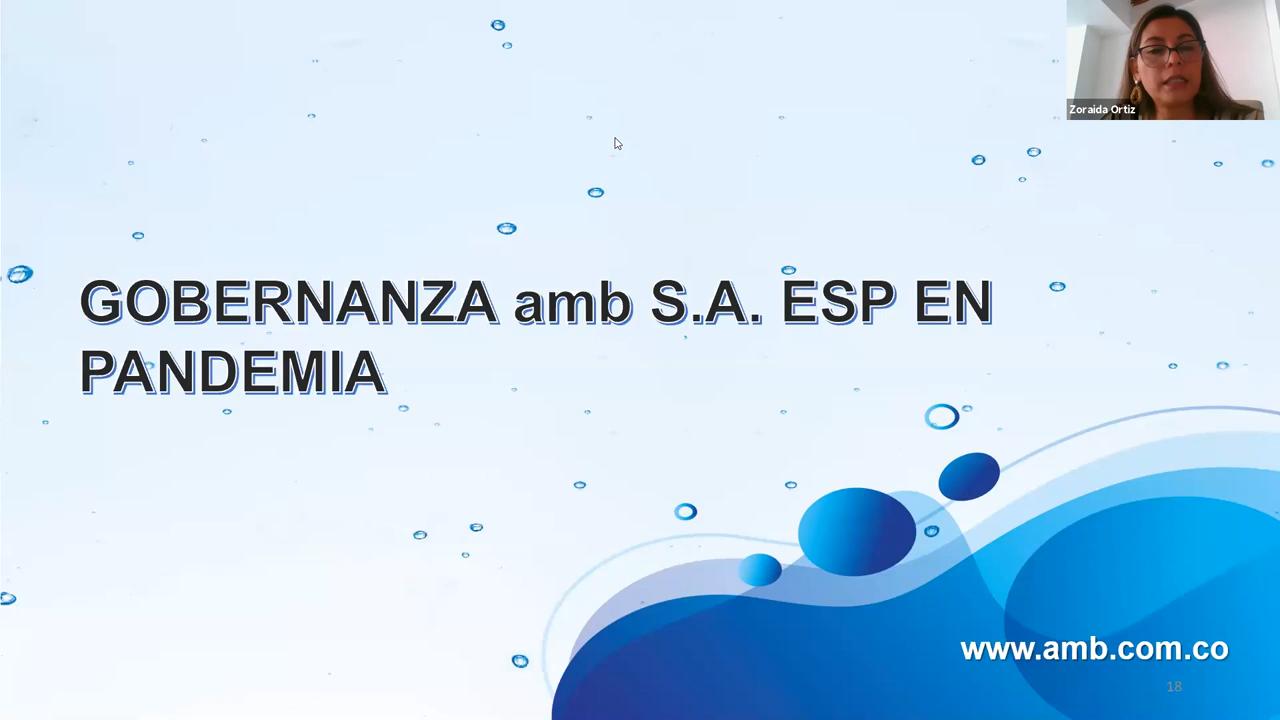 Zoraida Ortiz
GOBERNANZA amb S.A. ESP EN
PANDEMIA
www.amb.com.co
18